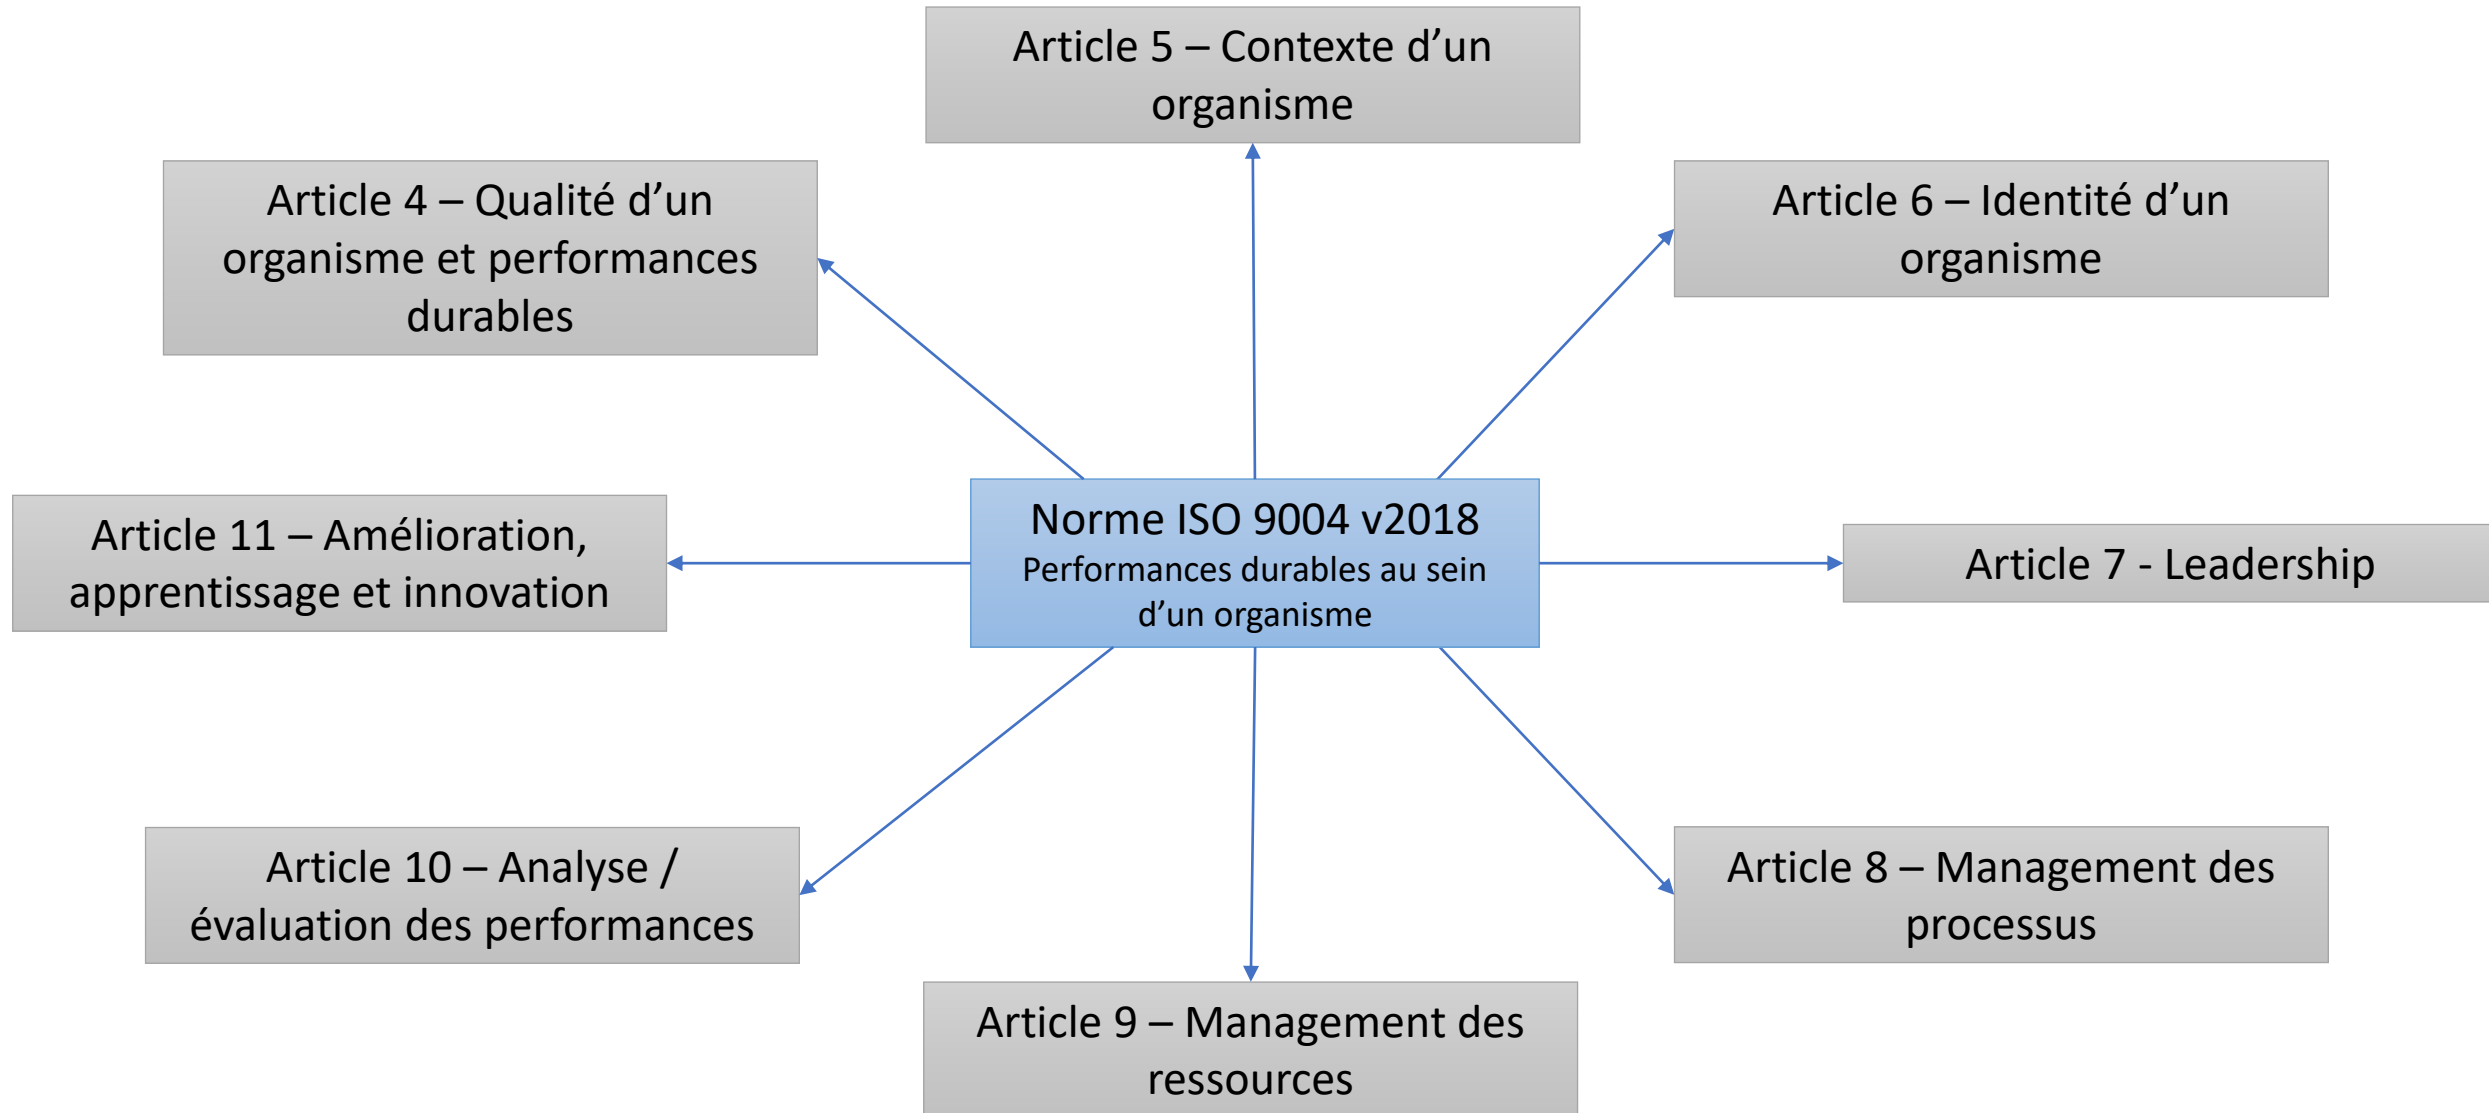 Article 5 – Contexte d’un
organisme
Article 4 – Qualité d’un
organisme et performances
durables
Article 6 – Identité d’un
organisme
Norme ISO 9004 v2018
Performances durables au sein
d’un organisme
Article 11 – Amélioration,
apprentissage et innovation
Article 7 - Leadership
Article 10 – Analyse /
évaluation des performances
Article 8 – Management des
processus
Article 9 – Management des
ressources